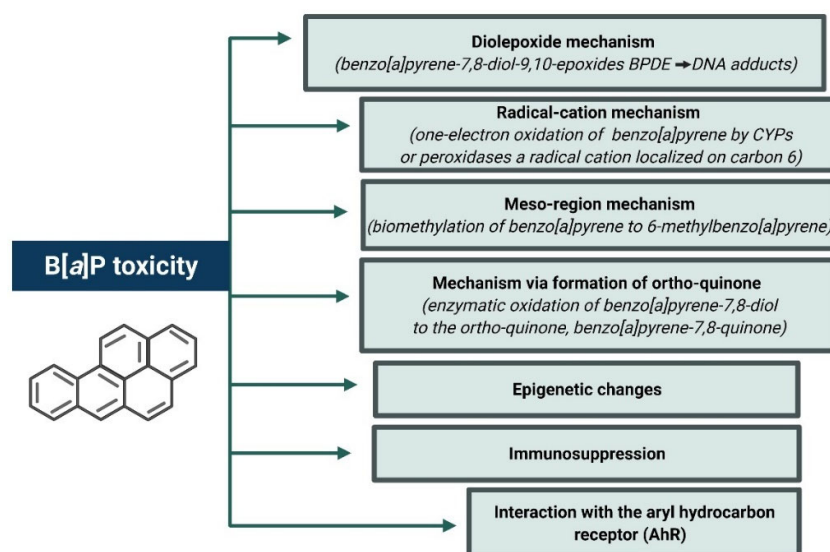 Diolepoxide mechanism
(benzo[a]pyrene-7,8-diol-9,10-epoxides BPDE ➔DNA adducts)
Radical-cation mechanism
(one-electron oxidation of benzo[a]pyrene by CYPs
or peroxidases a radical cation localized on carbon 6)
Meso-region mechanism
(biomethylation of benzo[a]pyrene to 6-methylbenzo[a]pyrene)
B[a]P toxicity
Mechanism via formation of ortho-quinone
(enzymatic oxidation of benzo[a]pyrene-7,8-diol
to the ortho-quinone, benzo[a]pyrene-7,8-quinone)
Epigenetic changes
Immunosuppression
Interaction with the aryl hydrocarbon
receptor (AhR)